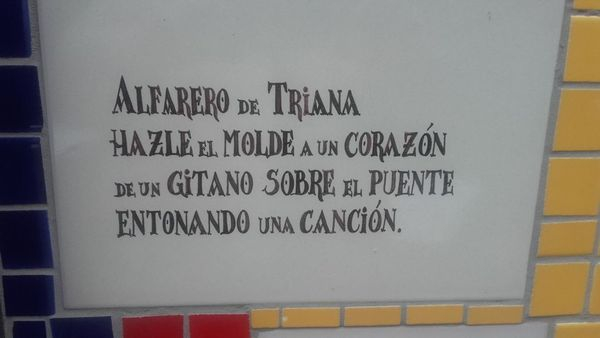 ALFARERO DE TRIANA
HAZLE EL MOLDE A UN CORAZÓN
DE UN GITANO SOBRE EL PUENTE
ENTONANDO UNA CANCIÓN.